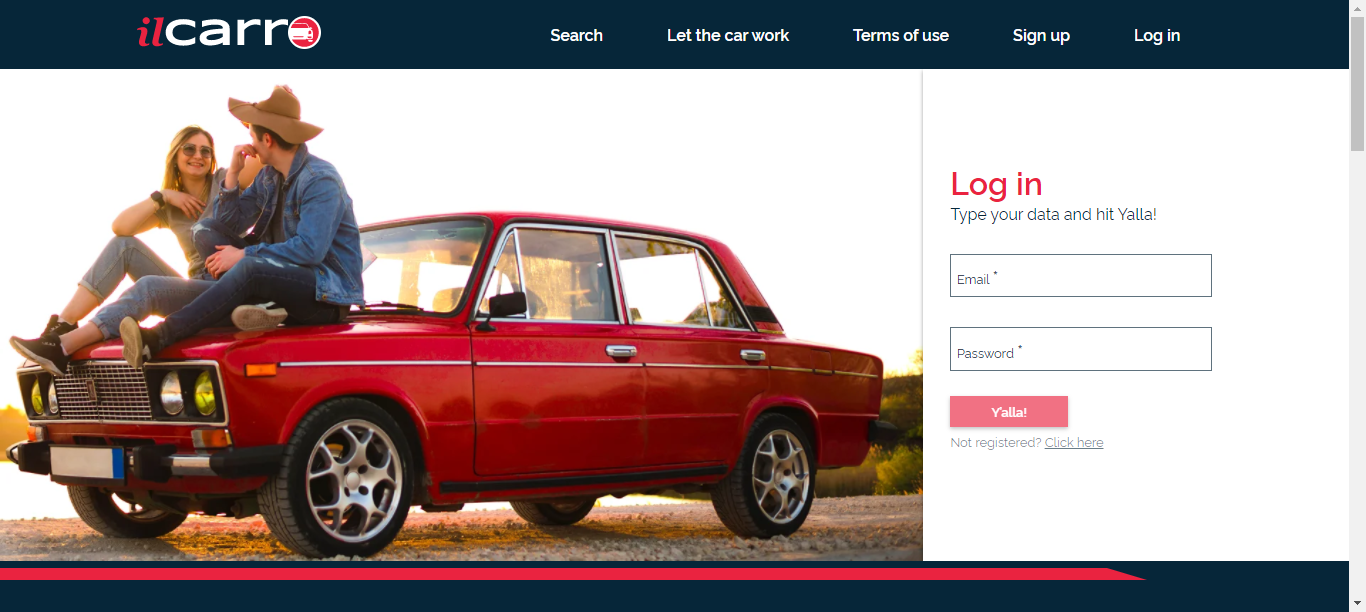 ilcarro
Search
Let the car work
Terms of use
Sign up
Log in
Log in
Type your data and hit Yalla!
Email *
Password *
Y'alla!
Not registered? Click here